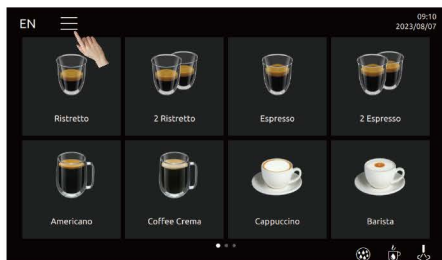 EN
09:10
2023/08/07
Ristretto
2 Ristretto
Espresso
2 Espresso
Americano
Coffee Crema
Cappuccino
Barista